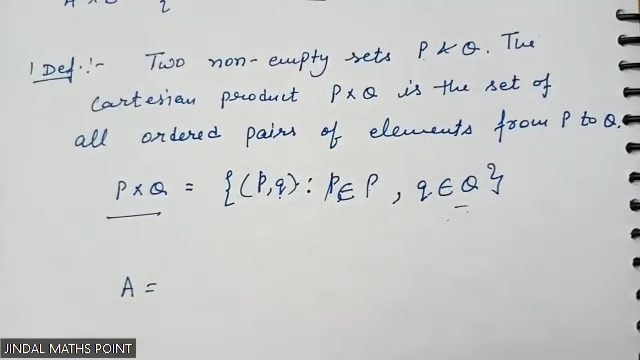 1 Def :- Two non-empty sets P & Q. The
cartesian product P×Q is the set of
all ordered pairs of elements from P to Q.
P×Q = {(P,q) : P∈P , q∈Q}
A =
JINDAL MATHS POINT